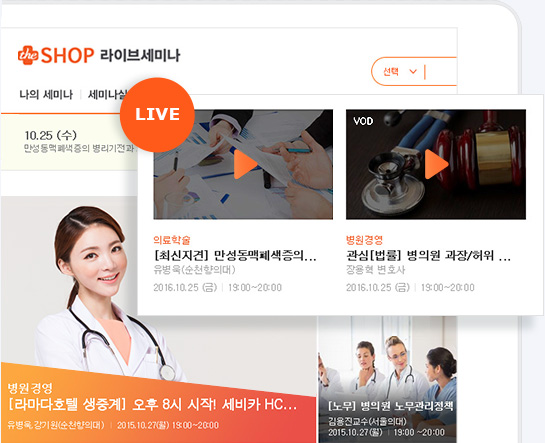 the SHOP 라이브세미나
선택
나의 세미나 세미나실
LIVE
10.25 (수)
만성동맥폐색증의 병리기전과
VOD
의료학술
[최신지견] 만성동맥폐색증의...
유병욱(순천향의대)
2016.10.25 (금) | 19:00~20:00
병원경영
관심[법률] 병의원 과장/허위 ...
장용혁 변호사
2016.10.25 (금) | 19:00~20:00
병원경영
[라마다호텔 생중계] 오후 8시 시작! 세비카 HC...
유병욱,강기원(순천향의대) | 2015.10.27(월) 19:00~20:00
[노무] 병의원 노무관리정책
김웅진교수(서울의대)
2015.10.27(월) | 19:00~20:00